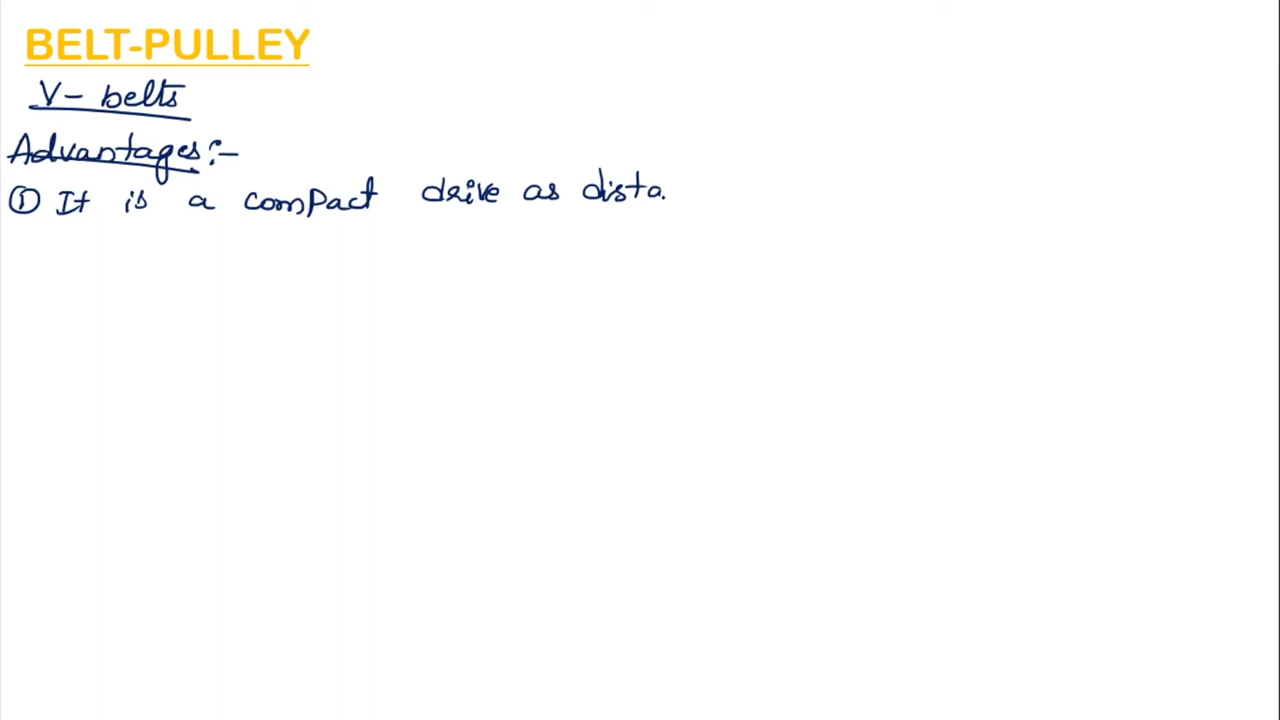 BELT-PULLEY
V- belts
Advantages:-
① It is a compact drive as dista